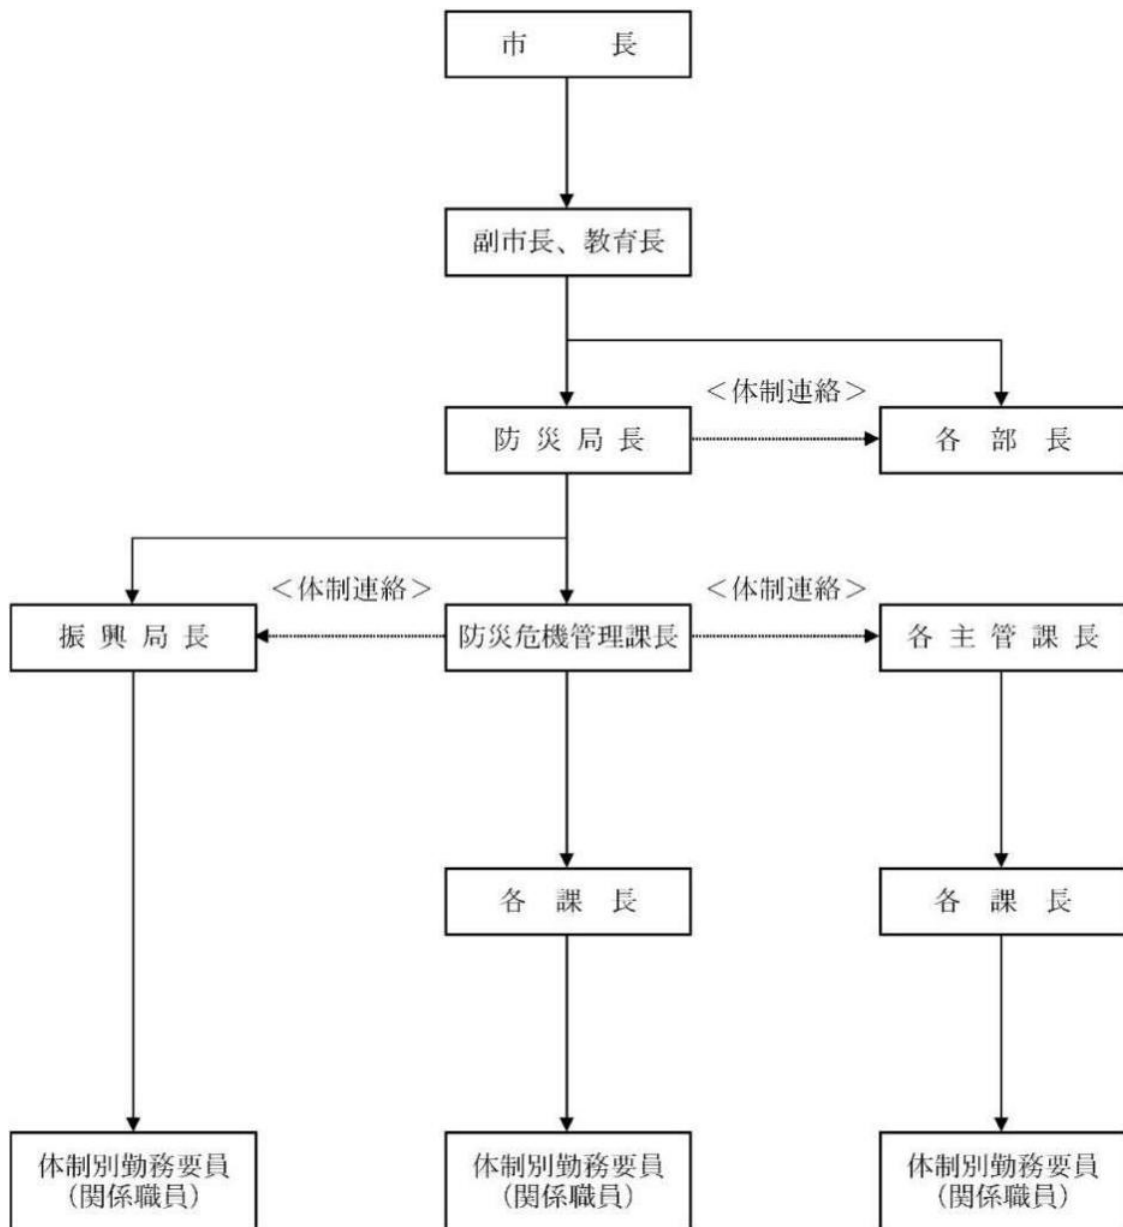 市 長
副市長、教育長
＜体制連絡＞
防 災 局 長
各 部 長
＜体制連絡＞
＜体制連絡＞
振 興 局 長
防災危機管理課長
各 主 管 課 長
各 課 長
各 課 長
体制別勤務要員
(関係職員)
体制別勤務要員
(関係職員)
体制別勤務要員
(関係職員)